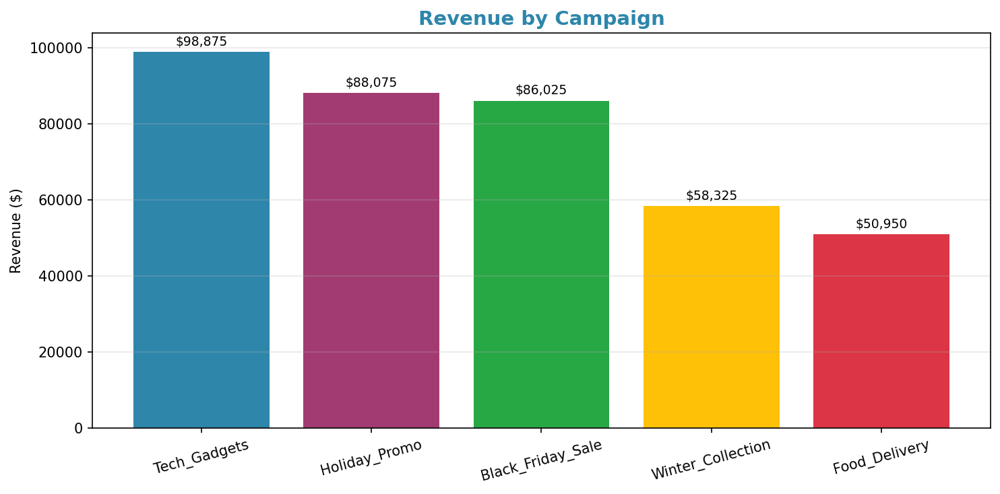 Revenue by Campaign
Revenue ($)
100000
80000
60000
40000
20000
0
$98,875
$88,075
$86,025
$58,325
$50,950
Tech_Gadgets
Holiday_Promo
Black_Friday_Sale
Winter_Collection
Food_Delivery